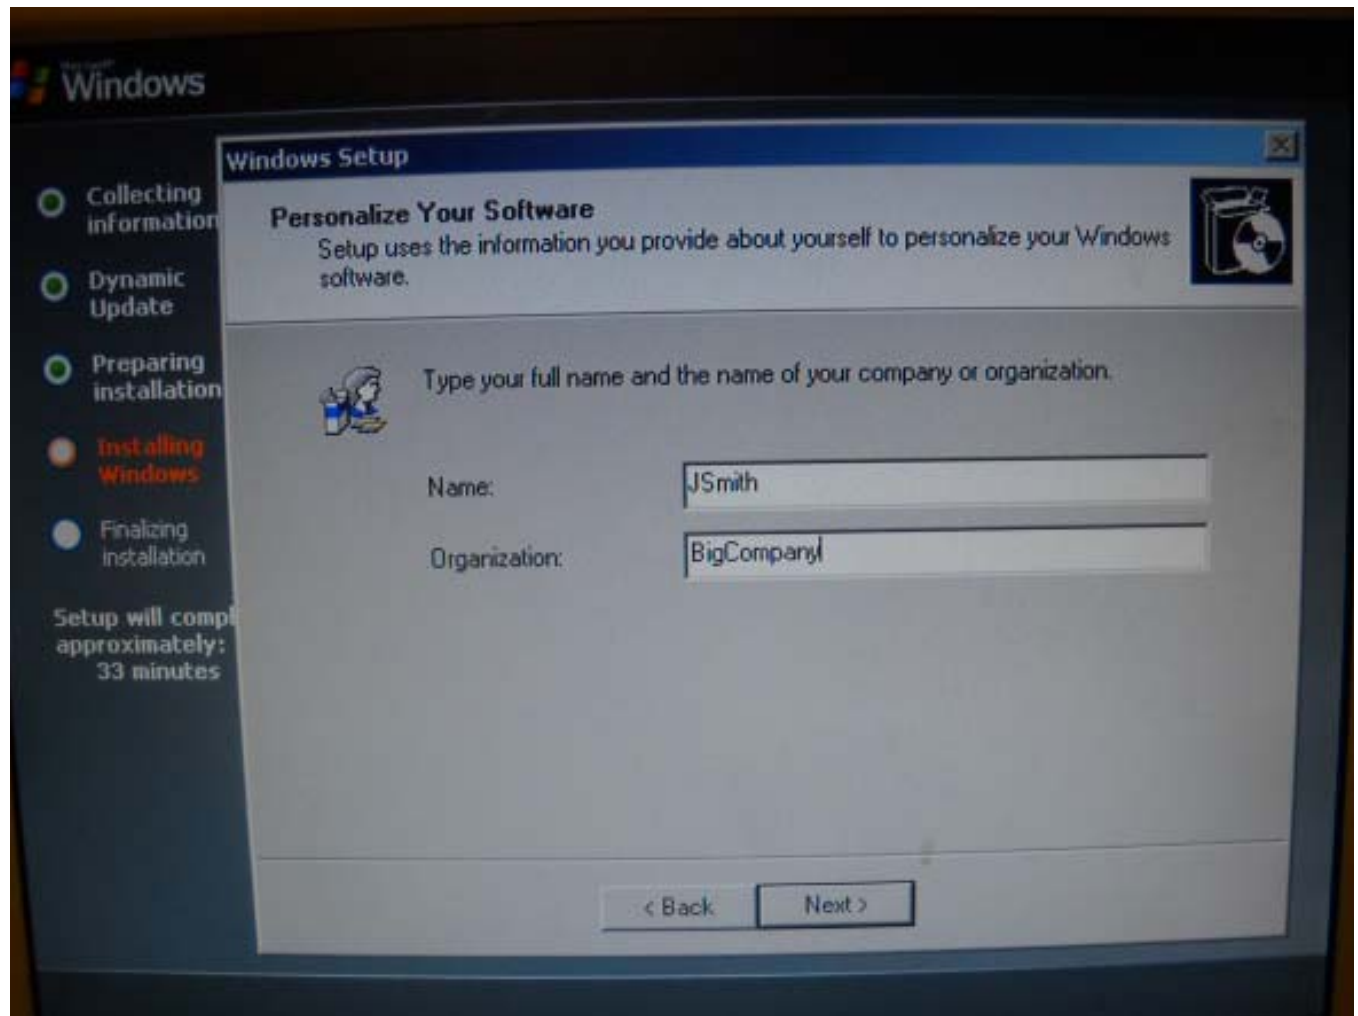 Microsoft
Windows
Windows Setup
Collecting
information
Dynamic
Update
Preparing
installation
Installing
Windows
Finalizing
installation
Setup will compl
approximately:
33 minutes
Personalize Your Software
Setup uses the information you provide about yourself to personalize your Windows
software.
Type your full name and the name of your company or organization.
Name: JSmith
Organization: BigCompany
< Back Next >